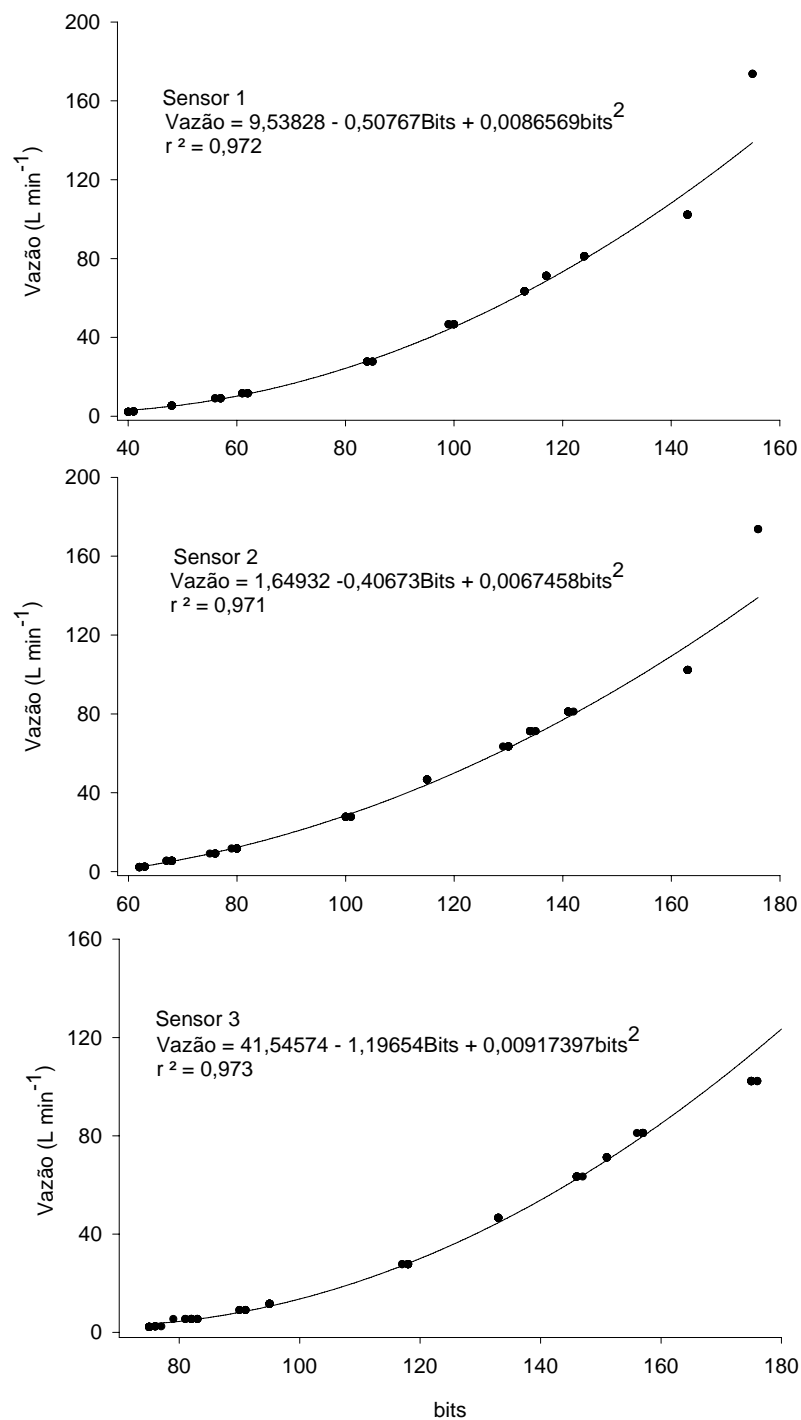 200
160
120
80
40
0
Vazão (L min-1)
Sensor 1
Vazão = 9,53828 - 0,50767Bits + 0,0086569bits2
r ² = 0,972
40 60 80 100 120 140 160
200
160
120
80
40
0
Vazão (L min-1)
Sensor 2
Vazão = 1,64932 -0,40673Bits + 0,0067458bits2
r ² = 0,971
60 80 100 120 140 160 180
160
120
80
40
0
Vazão (L min-1)
Sensor 3
Vazão = 41,54574 - 1,19654Bits + 0,00917397bits2
r ² = 0,973
80 100 120 140 160 180
bits